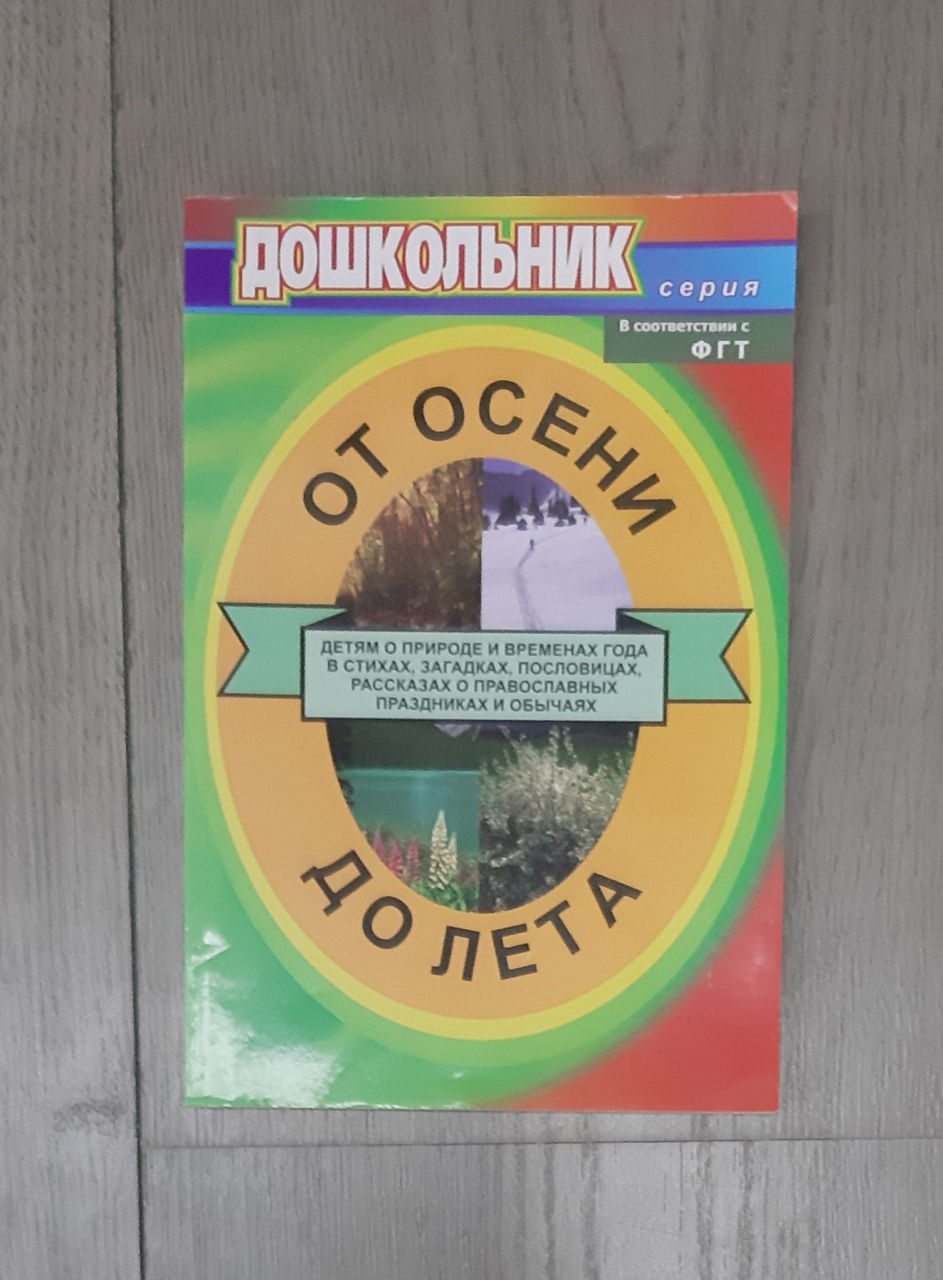 ДОШКОЛЬНИК
серия
В соответствии с
ФГТ
ОТ ОСЕНИ
ДЕТЯМ О ПРИРОДЕ И ВРЕМЕНАХ ГОДА
В СТИХАХ, ЗАГАДКАХ, ПОСЛОВИЦАХ,
РАССКАЗАХ О ПРАВОСЛАВНЫХ
ПРАЗДНИКАХ И ОБЫЧАЯХ
ДО ЛЕТА